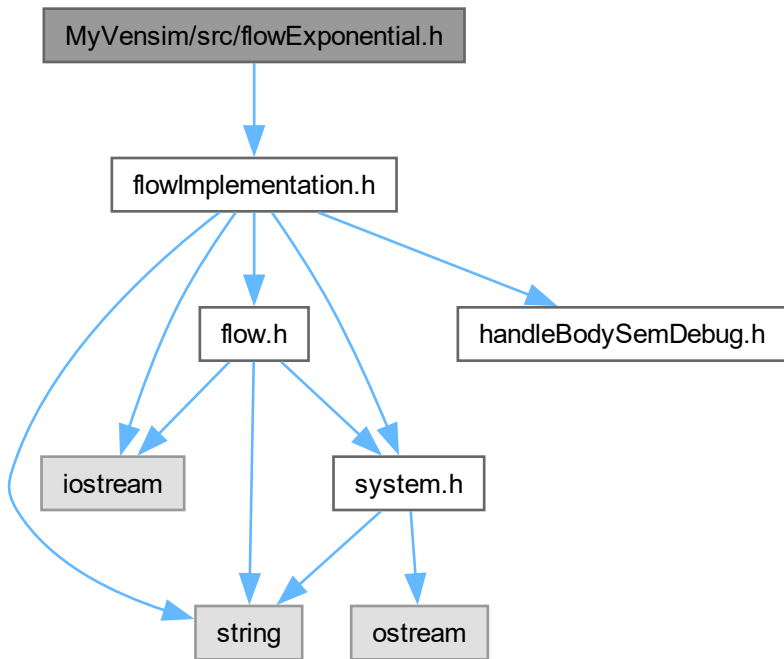 MyVensim/src/flowExponential.h
flowImplementation.h
flow.h
handleBodySemDebug.h
iostream
system.h
string
ostream